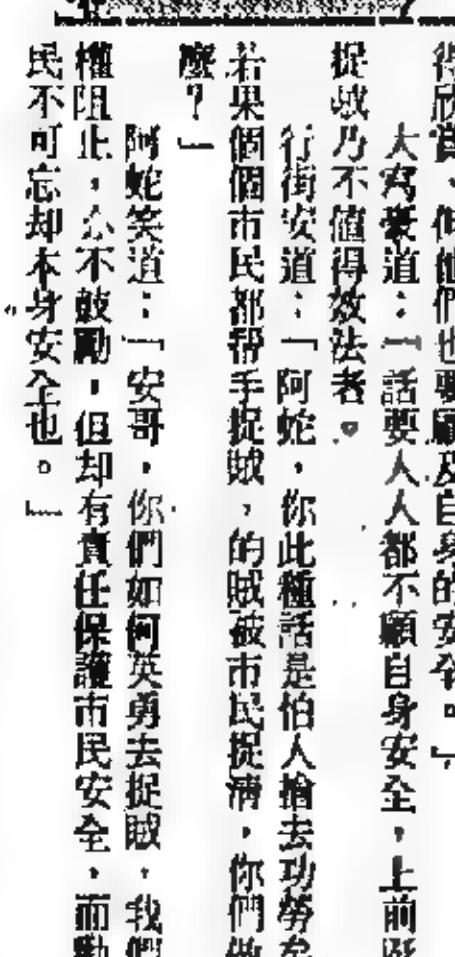 得欣賞、但他們也要顧及自身的安全。」
大寫豪道：「話要人人都不顧自身安全，上前
捉賊乃不值得效法者。
行街安道：「阿蛇，你此種話是怕人搶去功勞
若果個個市民都帮手捉賊，的賊被市民捉清，你們做
麼？」
阿蛇笑道：「安哥，你們如何英勇去捉賊，我們
權阻止，亦不鼓勵，但却有責任保護市民安全，而勸
民不可忘却本身安全也。」